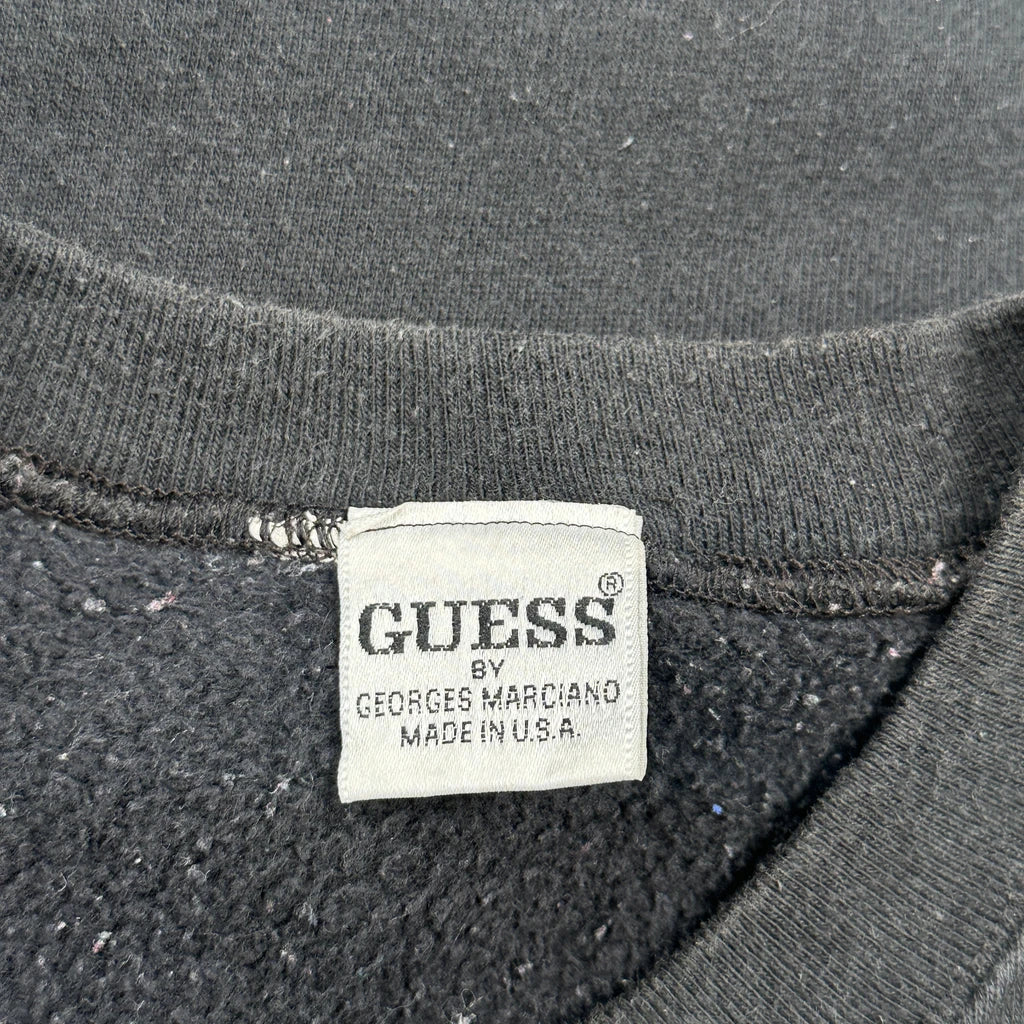 GUESS®
BY
GEORGES MARCIANO
MADE IN U.S.A.